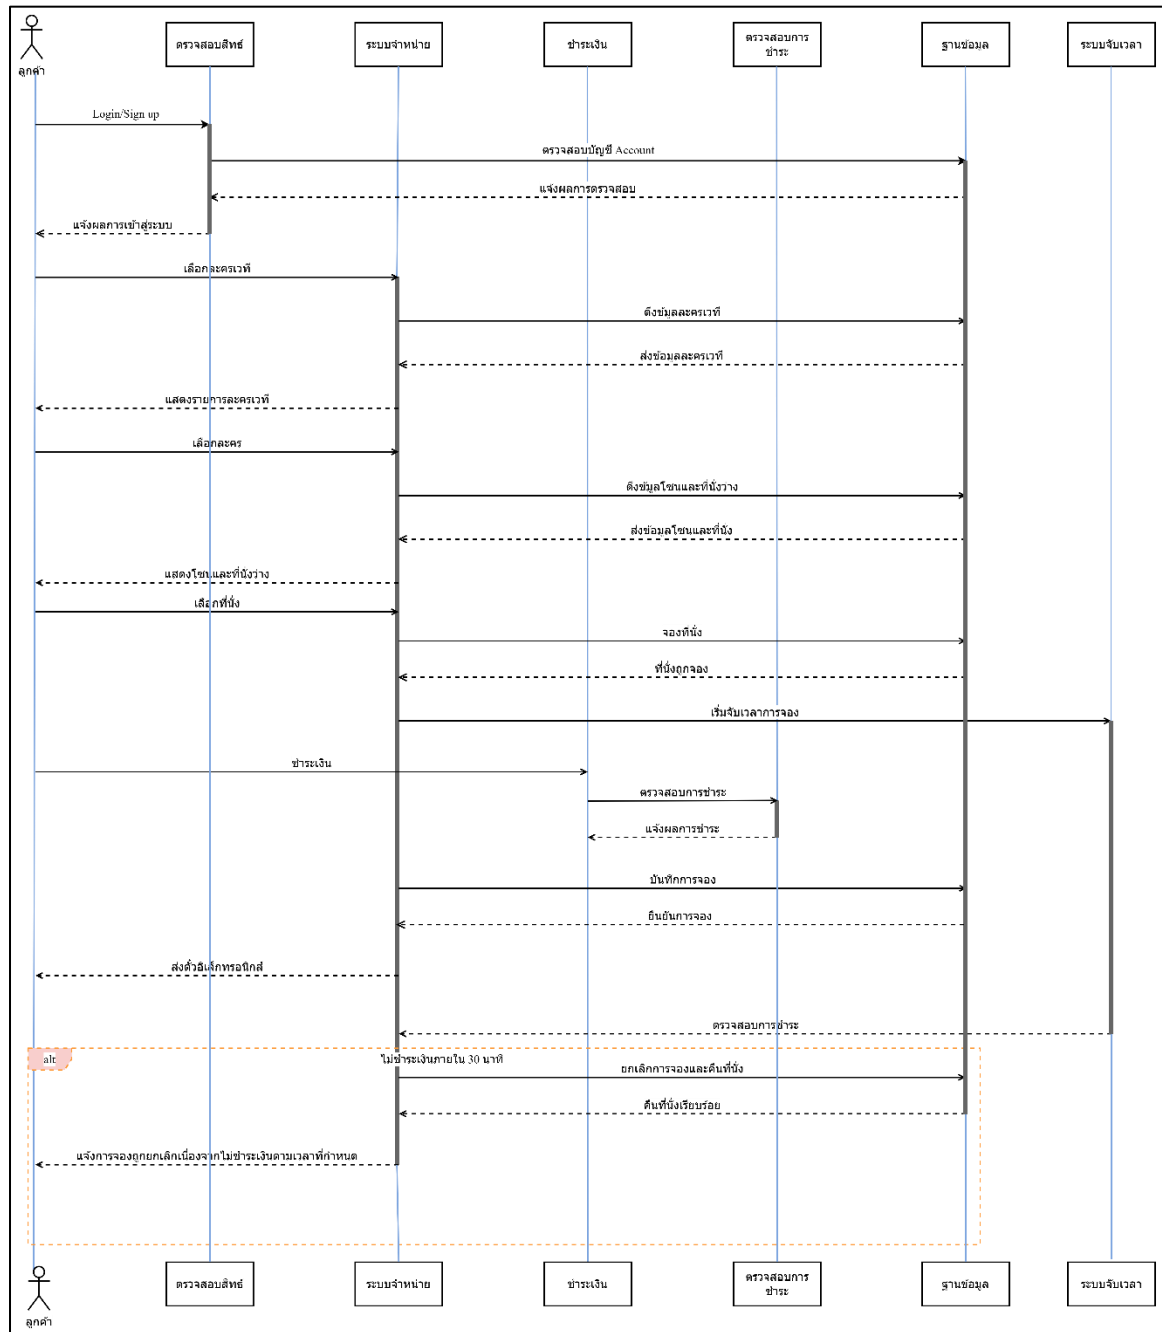 ลูกค้า
ตรวจสอบสิทธ์
ระบบจำหน่าย
ชำระเงิน
ตรวจสอบการ
ชำระ
ฐานข้อมูล
ระบบจับเวลา
Login/Sign up
ตรวจสอบบัญชี Account
แจ้งผลการตรวจสอบ
แจ้งผลการเข้าสู่ระบบ
เลือกละครเวที
ดึงข้มูลละครเวที
ส่งข้อมูลละครเวที
แสดงรายการละครเวที
เลือกละคร
ดึงข้มูลโซนและที่นั่งว่าง
ส่งข้อมูลโซนและที่นั่ง
แสดงโซนและที่นั่งว่าง
เลือกที่นั่ง
จองที่นั่ง
ที่นั่งถูกจอง
เริ่มจับเวลาการจอง
ชำระเงิน
ตรวจสอบการชำระ
แจ้งผลการชำระ
บันทึกการจอง
ยืนยันการจอง
ส่งตั๋วอิเล็กทรอนิกส์
ตรวจสอบการชำระ
alt
ไม่ชำระเงินภายใน 30 นาที
ยกเลิกการจองและคืนที่นั่ง
คืนที่นั่งเรียบร่อย
แจ้งการจองถูกยกเลิกเนื่องจากไม่ชำระเงินตามเวลาที่กำหนด
ลูกค้า
ตรวจสอบสิทธ์
ระบบจำหน่าย
ชำระเงิน
ตรวจสอบการ
ชำระ
ฐานข้อมูล
ระบบจับเวลา